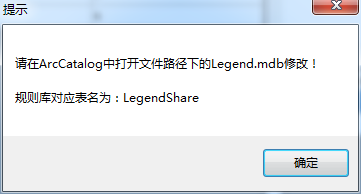 提示
请在ArcCatalog中打开文件路径下的Legend.mdb修改！
规则库对应表名为：LegendShare
确定